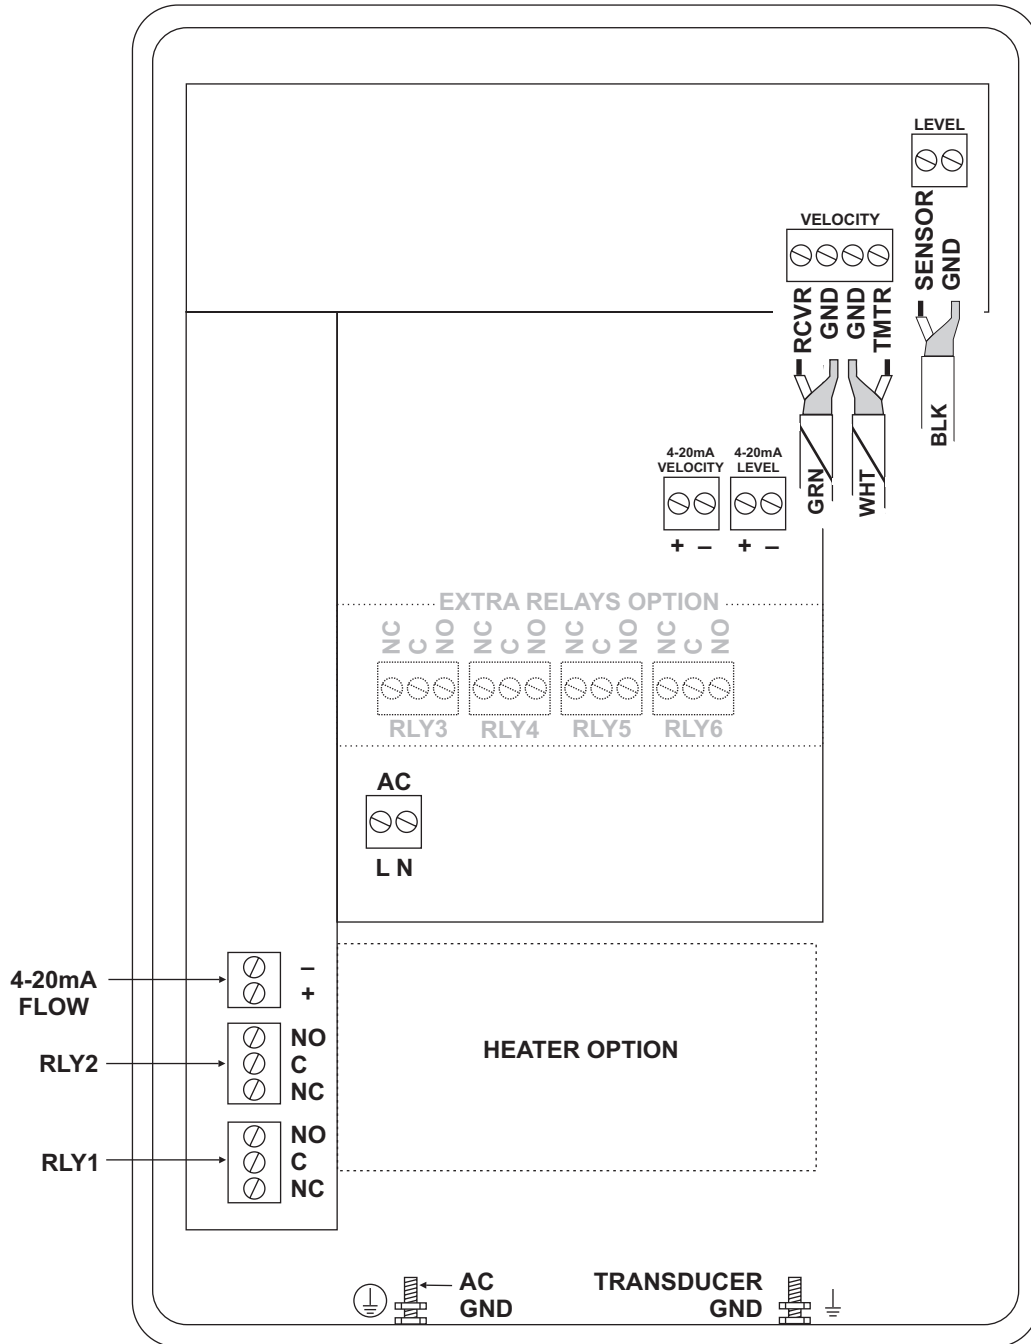 LEVEL
SENSOR
GND
VELOCITY
RCVR
GND
GND
TMTR
BLK
GRN
WHT
4-20mA
VELOCITY
4-20mA
LEVEL
+ –
+ –
EXTRA RELAYS OPTION
NC C NO
NC C NO
NC C NO
NC C NO
RLY3
RLY4
RLY5
RLY6
AC
L N
4-20mA
FLOW
–
+
RLY2
NO
C
NC
RLY1
NO
C
NC
HEATER OPTION
AC
GND
TRANSDUCER
GND